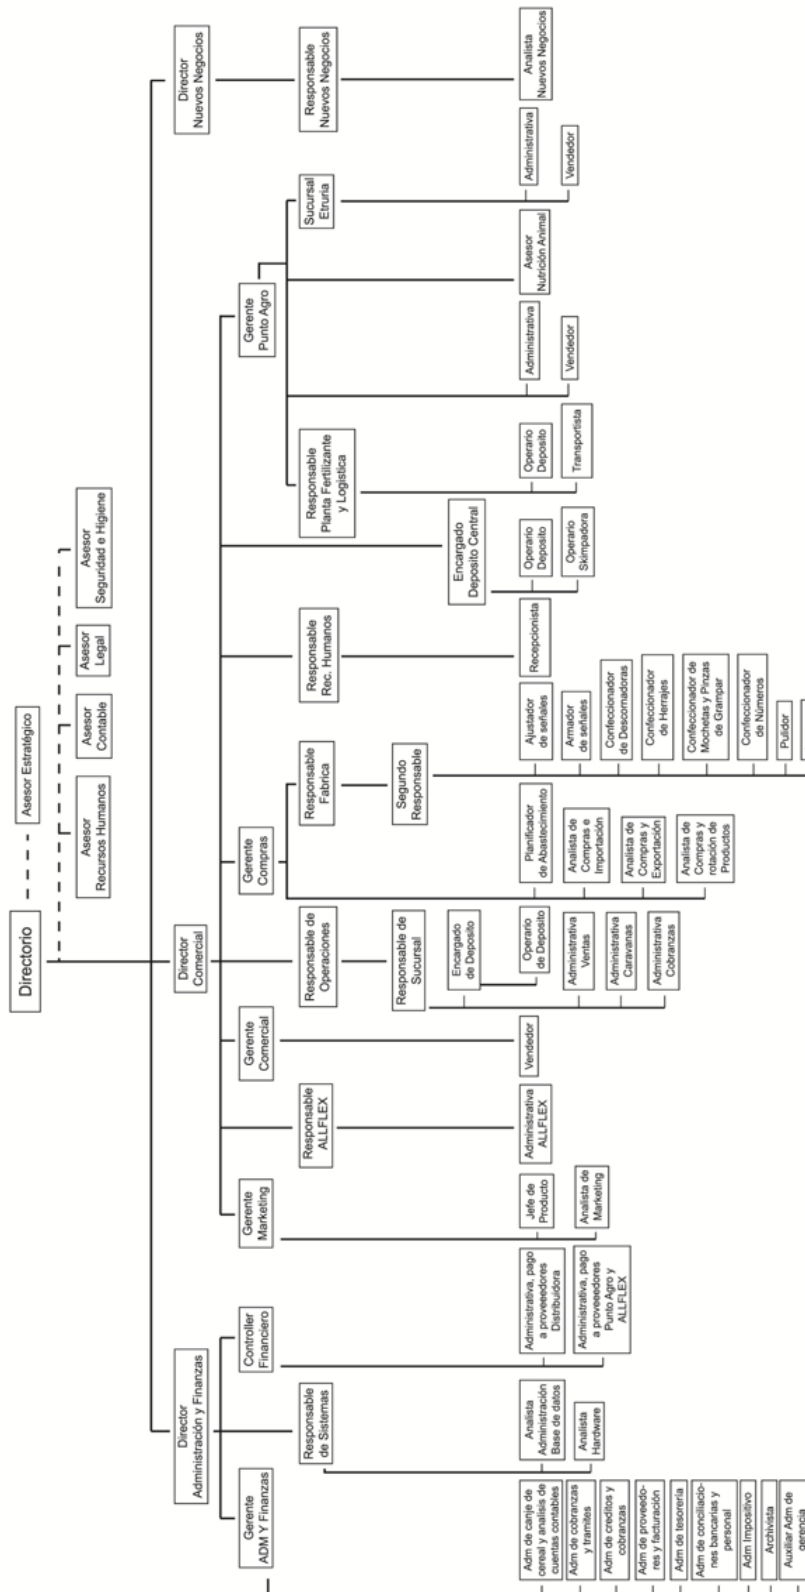 Directorio
Asesor Estratégico
Asesor
Recursos Humanos
Asesor
Contable
Asesor
Legal
Asesor
Seguridad e Higiene
Director
Administración y Finanzas
Director
Comercial
Director
Nuevos Negocios
Gerente
ADM Y Finanzas
Controller
Financiero
Gerente
Marketing
Gerente
Comercial
Gerente
Compras
Gerente
Punto Agro
Responsable
de Sistemas
Responsable
ALLFLEX
Responsable de
Operaciones
Responsable
Fabrica
Responsable
Rec. Humanos
Responsable
Planta Fertilizante
y Logística
Sucursal
Etruria
Responsable
Nuevos Negocios
Responsable de
Sucursal
Segundo
Responsable
Encargado
Deposito Central
Encargado
de Deposito
Adm de canje de
cereal y analisis de
cuentas contables
Adm de cobranzas
y tramites
Adm de creditos y
cobranzas
Adm de proveedo-
res y facturación
Adm de tesorería
Adm de conciliacio-
nes bancarias y
personal
Adm Impositivo
Archivista
Auxiliar Adm de
gerencia
Analista
Administración
Base de datos
Analista
Hardware
Administrativa, pago
a proveeedores
Distribuidora
Administrativa, pago
a proveeedores
Punto Agro y
ALLFLEX
Jefe de
Producto
Analista de
Marketing
Administrativa
ALLFLEX
Vendedor
Operario
de Deposito
Administrativa
Ventas
Administrativa
Caravanas
Administrativa
Cobranzas
Planificador
de Abastecimiento
Analista de
Compras e
Importación
Analista de
Compras y
Exportación
Analista de
Compras y
rotación de
Productos
Ajustador
de señales
Armador
de señales
Confeccionador
de Descornadoras
Confeccionador
de Herrajes
Confeccionador de
Mochetas y Pinzas
de Grampar
Confeccionador
de Números
Pulidor
Recepcionista
Operario
Deposito
Operario
Skimpadora
Operario
Deposito
Transportista
Administrativa
Vendedor
Asesor
Nutrición Animal
Administrativa
Vendedor
Analista
Nuevos Negocios